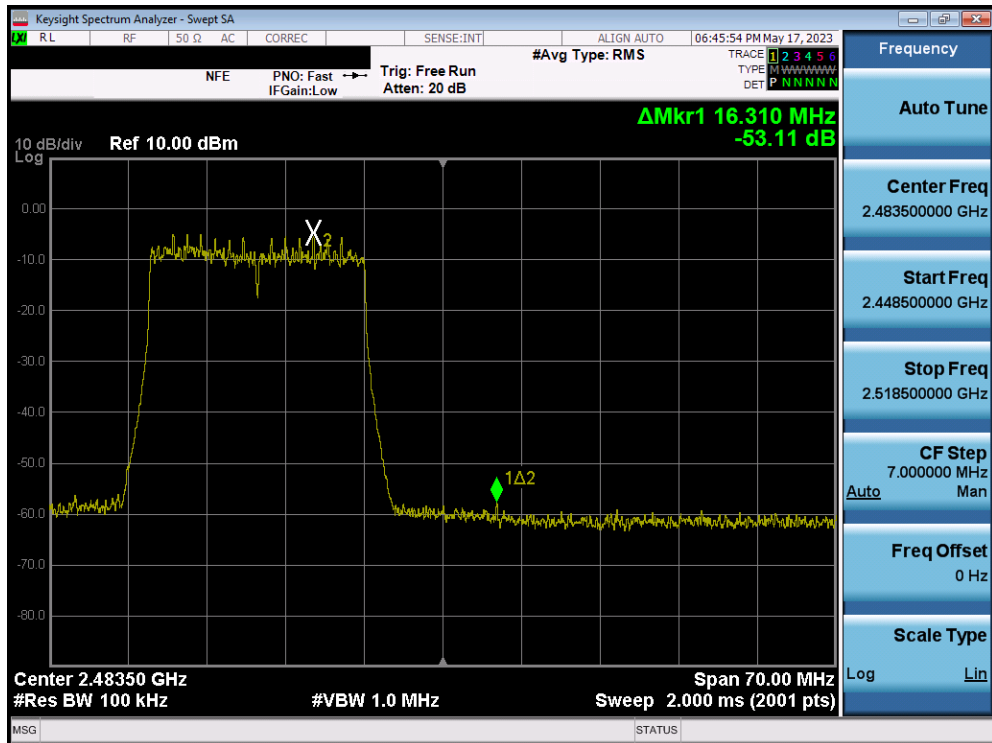 Keysight Spectrum Analyzer - Swept SA
LXI RL RF 50 Ω AC CORREC SENSE:INT ALIGN AUTO 06:45:54 PM May 17, 2023
#Avg Type: RMS TRACE 1 2 3 4 5 6
NFE PNO: Fast Trig: Free Run TYPE M WWWWW
IFGain:Low Atten: 20 dB DET P N N N N N
ΔMkr1 16.310 MHz
-53.11 dB
10 dB/div Ref 10.00 dBm
Log
0.00
-10.0
-20.0
-30.0
-40.0
-50.0
-60.0
-70.0
-80.0
X2
1Δ2
Center 2.48350 GHz Span 70.00 MHz
#Res BW 100 kHz #VBW 1.0 MHz Sweep 2.000 ms (2001 pts)
MSG STATUS
Frequency
Auto Tune
Center Freq
2.483500000 GHz
Start Freq
2.448500000 GHz
Stop Freq
2.518500000 GHz
CF Step
7.000000 MHz
Auto Man
Freq Offset
0 Hz
Scale Type
Log Lin